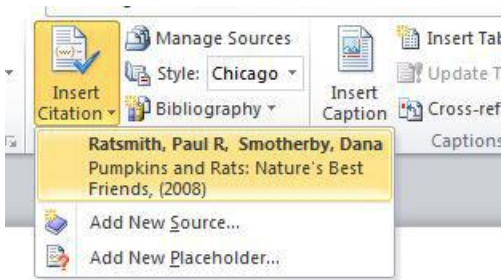 Manage Sources
Insert Tab
Style: Chicago
Update T
Insert
Citation
Bibliography
Insert
Caption
Cross-ref
Captions
Ratsmith, Paul R, Smotherby, Dana
Pumpkins and Rats: Nature's Best
Friends, (2008)
Add New Source...
Add New Placeholder...